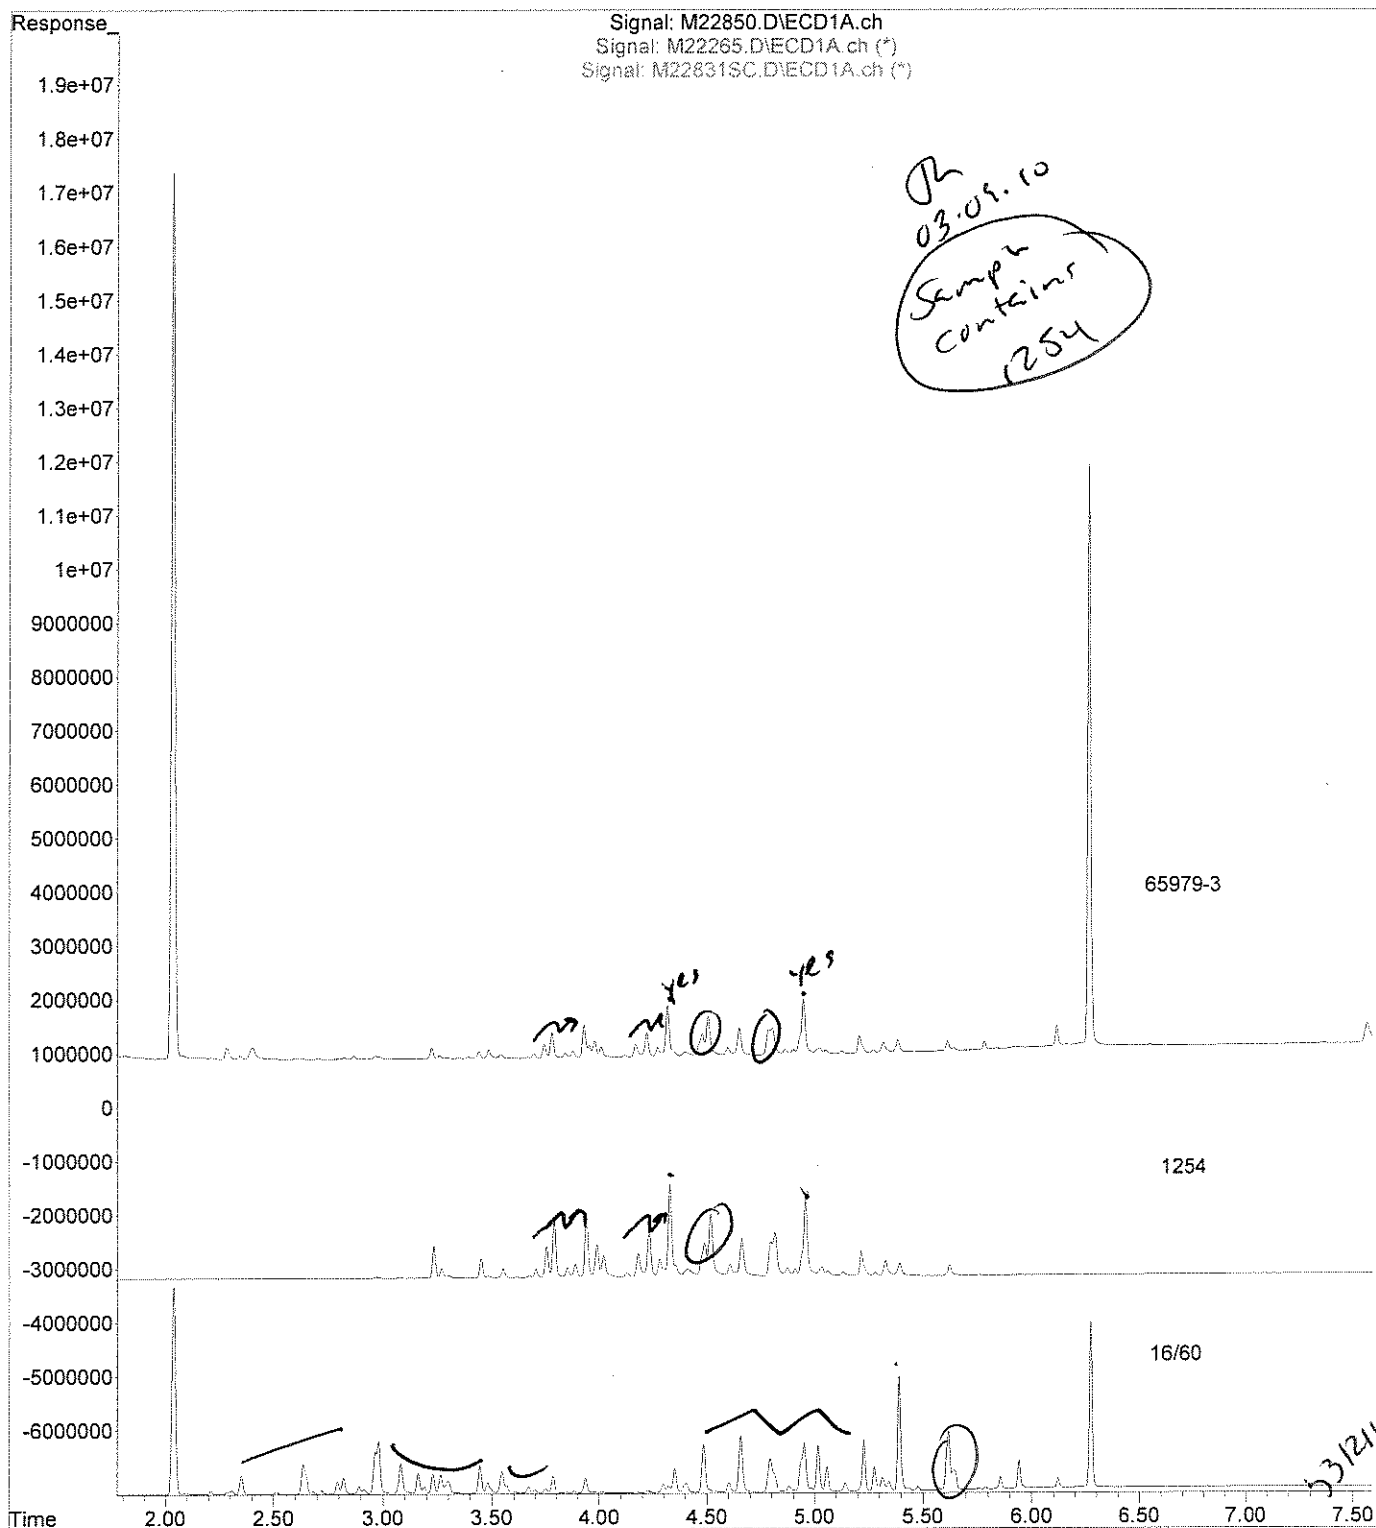 Response_
Signal: M22850.D\ECD1A.ch
Signal: M22265.D\ECD1A.ch (*)
Signal: M22831SC.D\ECD1A.ch (*)
1.9e+07
1.8e+07
1.7e+07
1.6e+07
1.5e+07
1.4e+07
1.3e+07
1.2e+07
1.1e+07
1e+07
9000000
8000000
7000000
6000000
5000000
4000000
3000000
2000000
1000000
0
-1000000
-2000000
-3000000
-4000000
-5000000
-6000000
03.09.10
Sample
contains
1254
65979-3
yes
yes
1254
16/60
Time
2.00 2.50 3.00 3.50 4.00 4.50 5.00 5.50 6.00 6.50 7.00 7.50